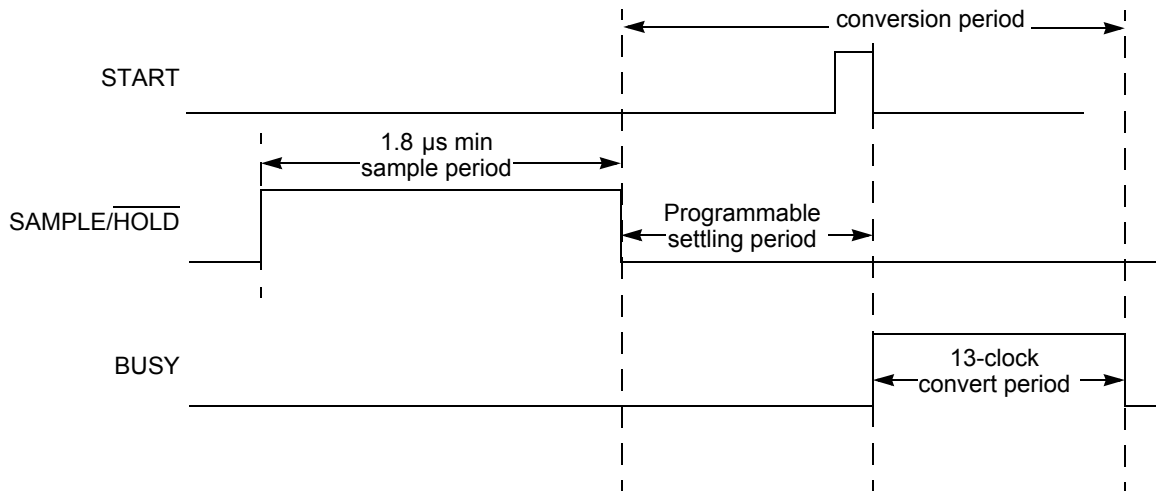 conversion period
START
1.8 µs min
sample period
SAMPLE/HOLD
Programmable
settling period
BUSY
13-clock
convert period